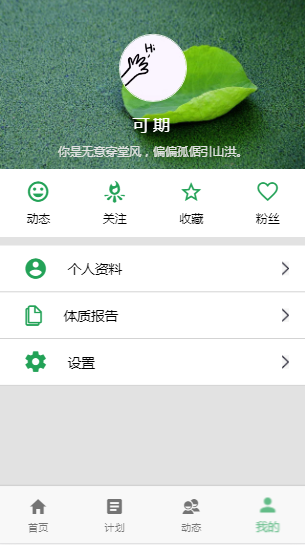 Hi
可期
你是无意穿堂风，偏偏孤倨引山洪。
动态 关注 收藏 粉丝
个人资料
体质报告
设置
首页 计划 动态 我的